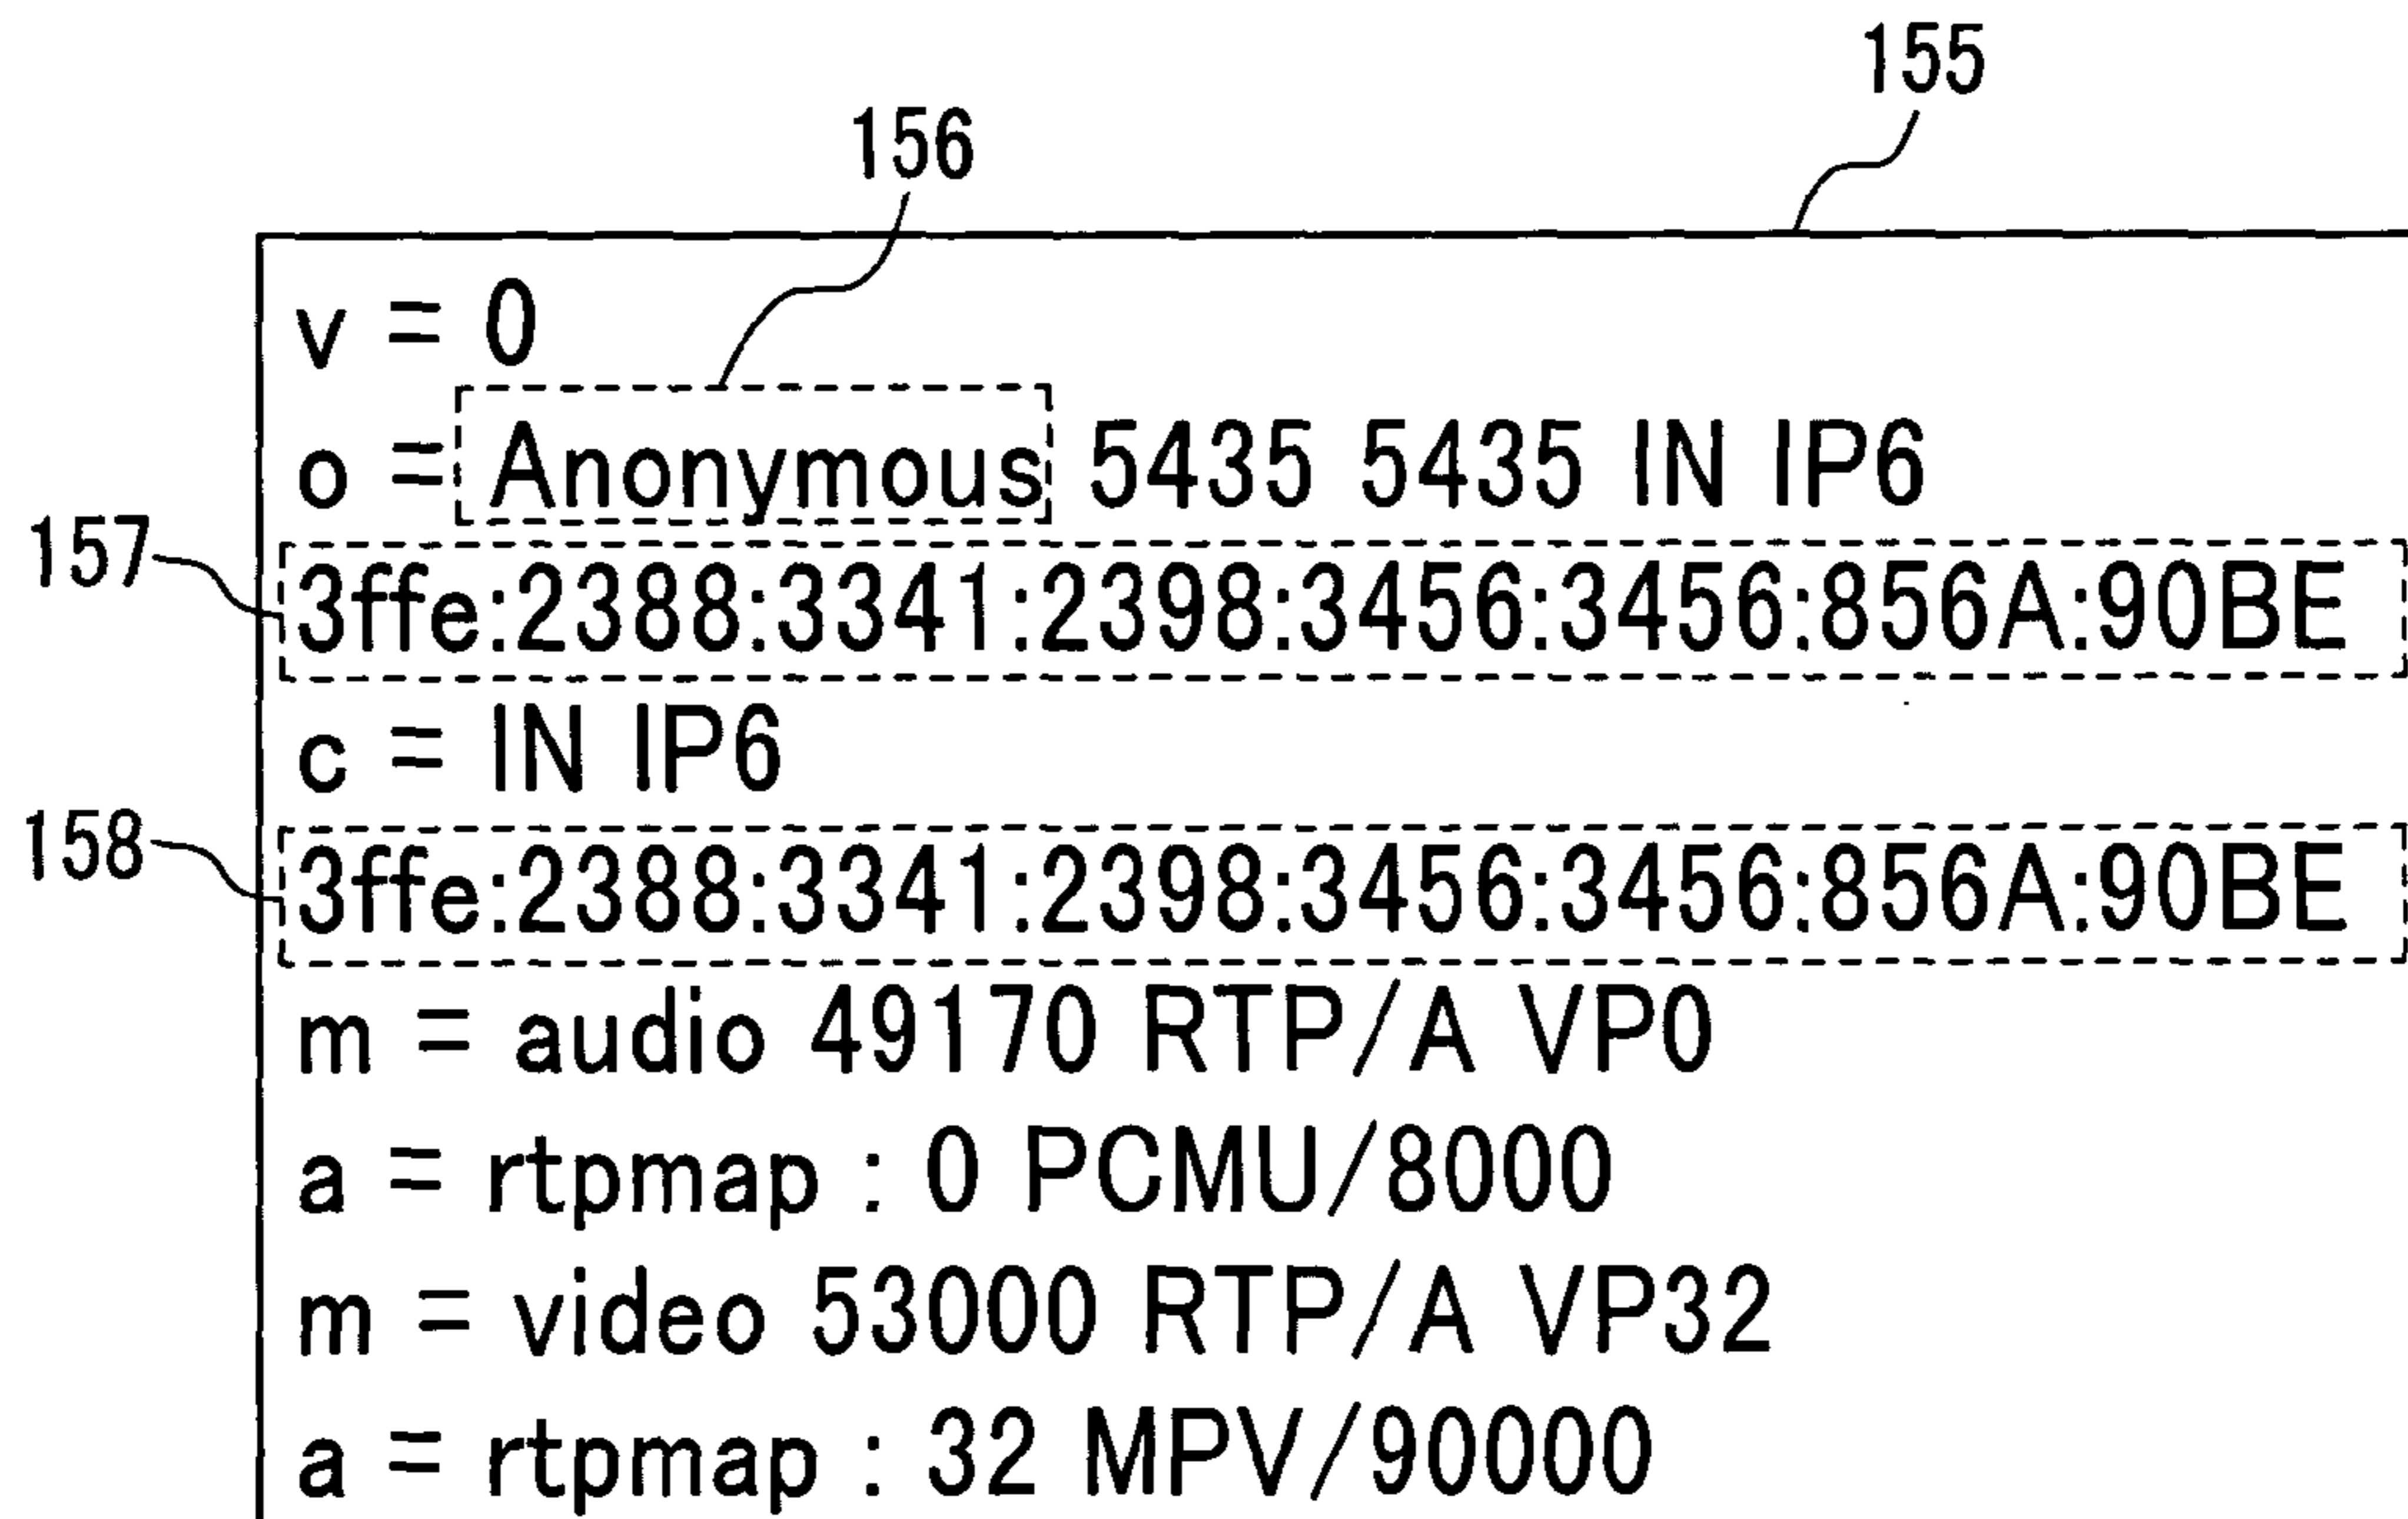 155
156
v = 0
o = Anonymous 5435 5435 IN IP6
157
3ffe:2388:3341:2398:3456:3456:856A:90BE
c = IN IP6
158
3ffe:2388:3341:2398:3456:3456:856A:90BE
m = audio 49170 RTP/A VP0
a = rtpmap : 0 PCMU/8000
m = video 53000 RTP/A VP32
a = rtpmap : 32 MPV/90000